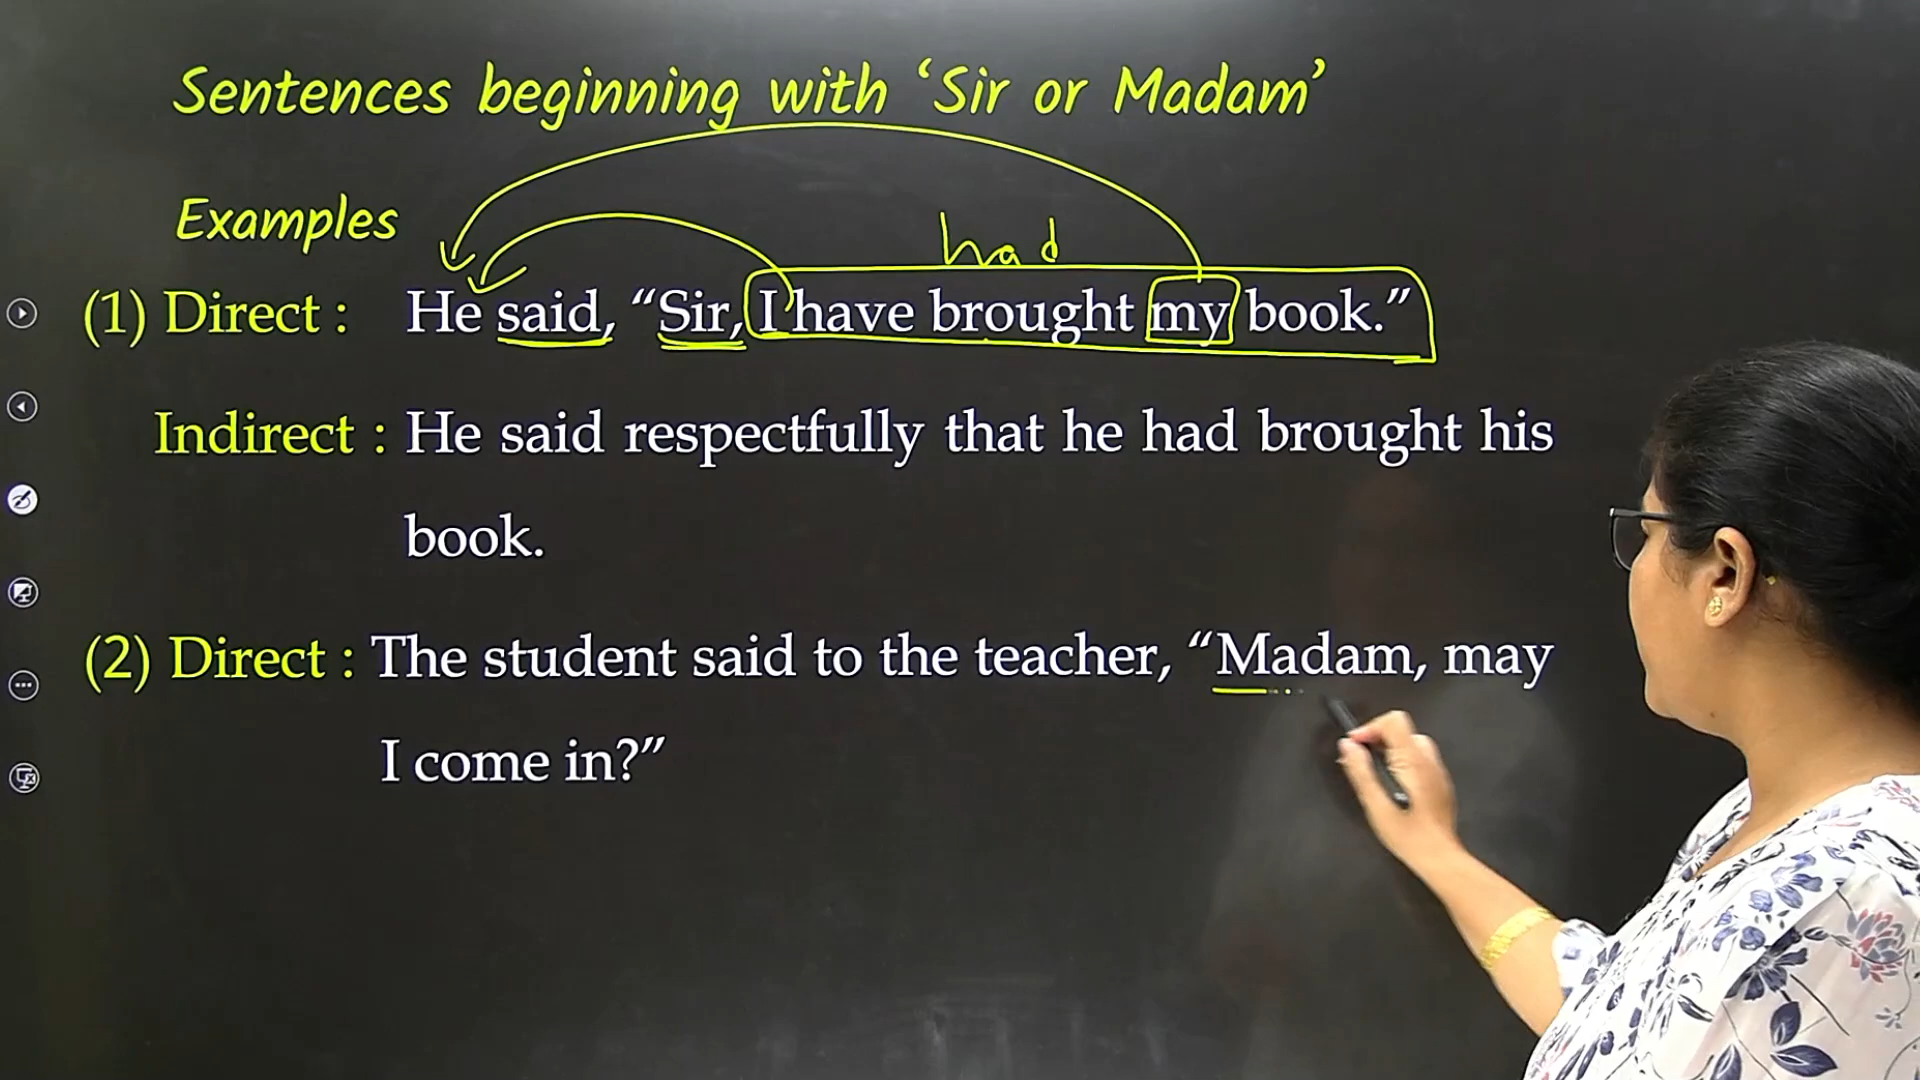 Sentences beginning with ‘Sir or Madam’
Examples
had
(1) Direct : He said, “Sir, I have brought my book.”
Indirect : He said respectfully that he had brought his
book.
(2) Direct : The student said to the teacher, “Madam, may
I come in?”